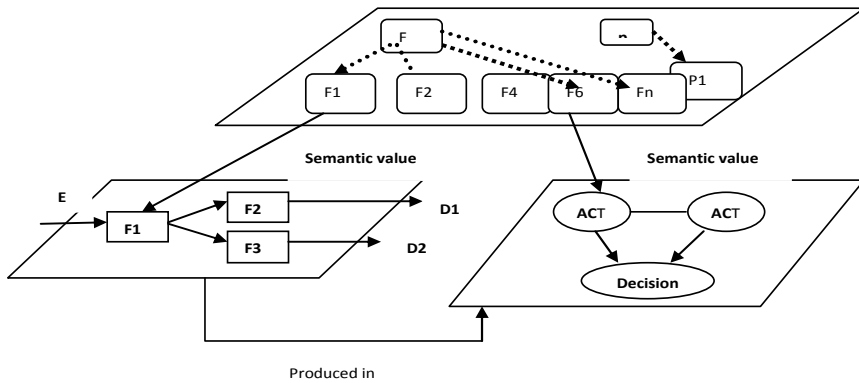 F
F1 F2 F4 F6 Fn P1
Semantic value Semantic value
E
F1
F2
F3
D1
D2
ACT ACT
Decision
Produced in